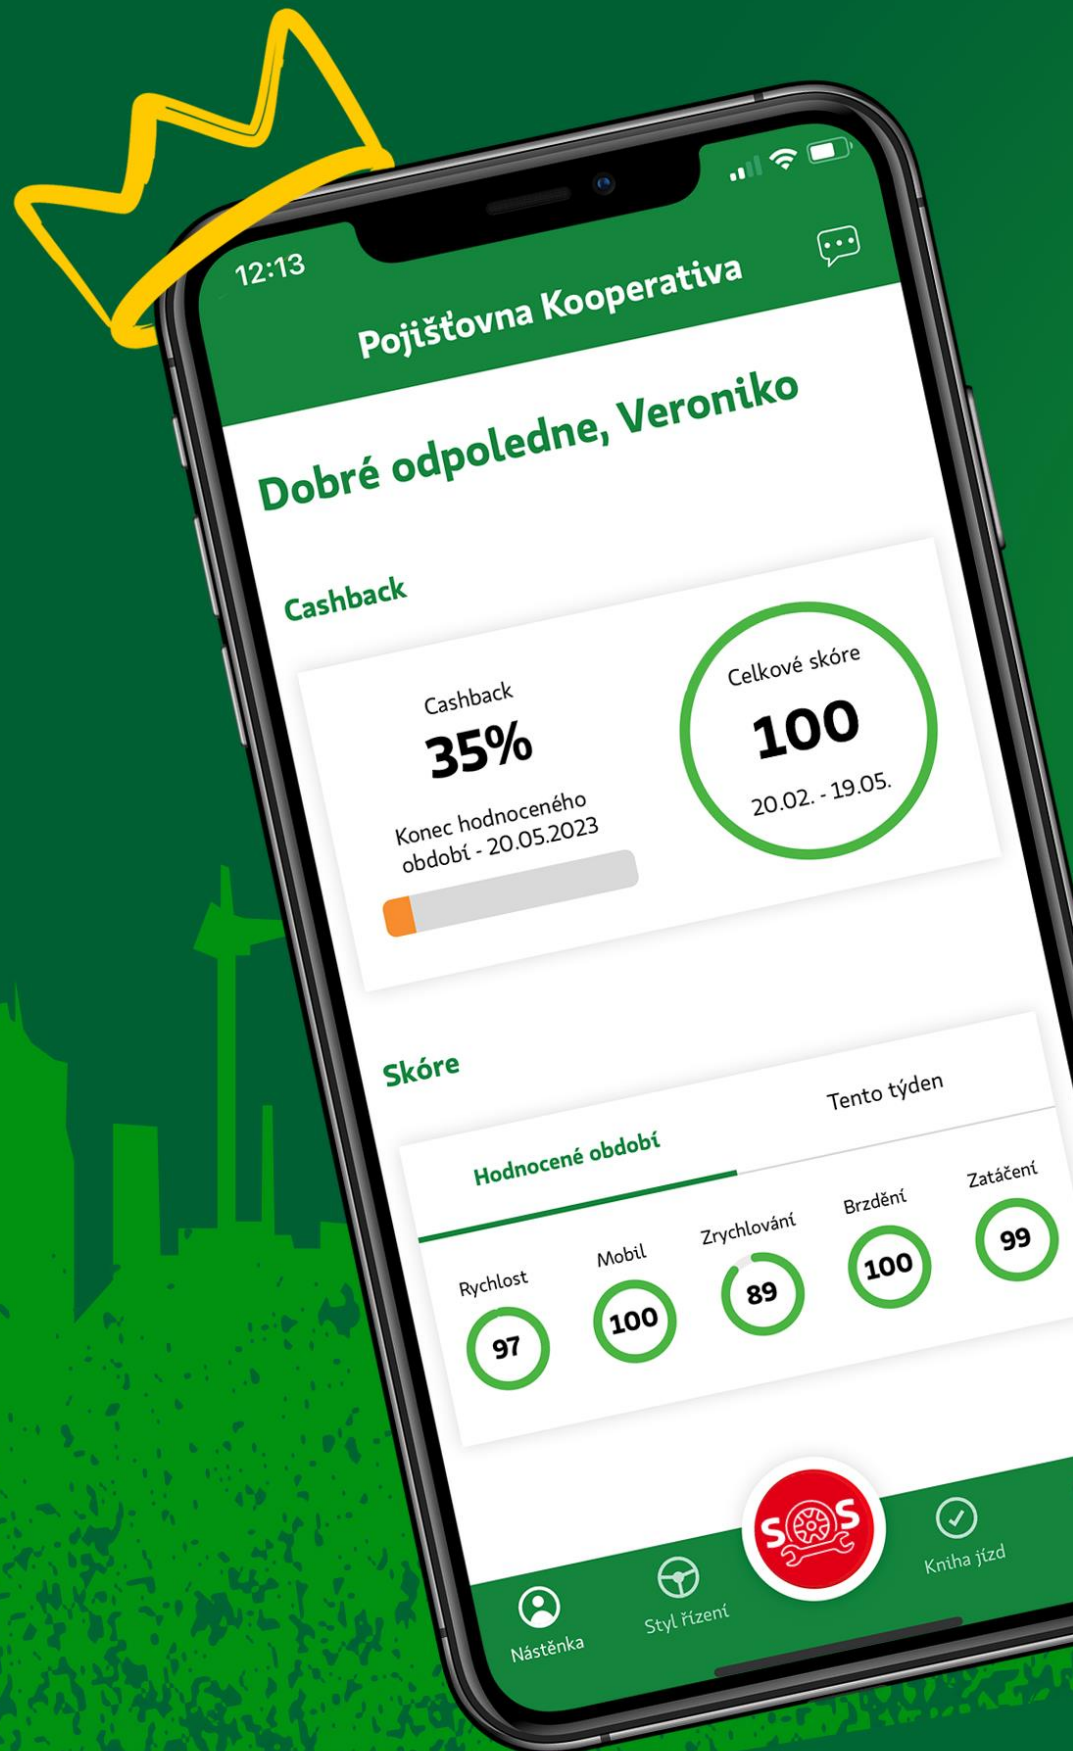 12:13
Pojišťovna Kooperativa
Dobré odpoledne, Veroniko
Cashback
Cashback
35%
Konec hodnoceného
období - 20.05.2023
Celkové skóre
100
20.02. - 19.05.
Skóre
Hodnocené období
Tento týden
Rychlost
97
Mobil
100
Zrychlování
89
Brzdění
100
Zatáčení
99
Nástěnka
Styl řízení
SOS
Kniha jízd